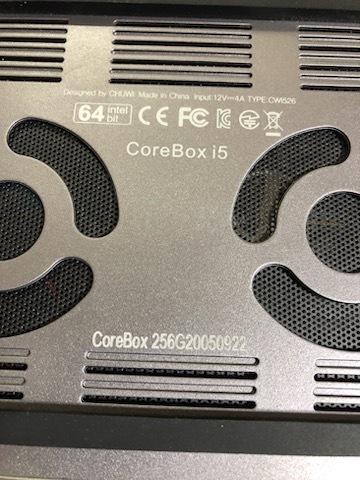 Designed by CHUWI Made in China Input:12V⎓4A TYPE:CWI526
64 intel bit CE FC
CoreBox i5
CoreBox 256G20050922